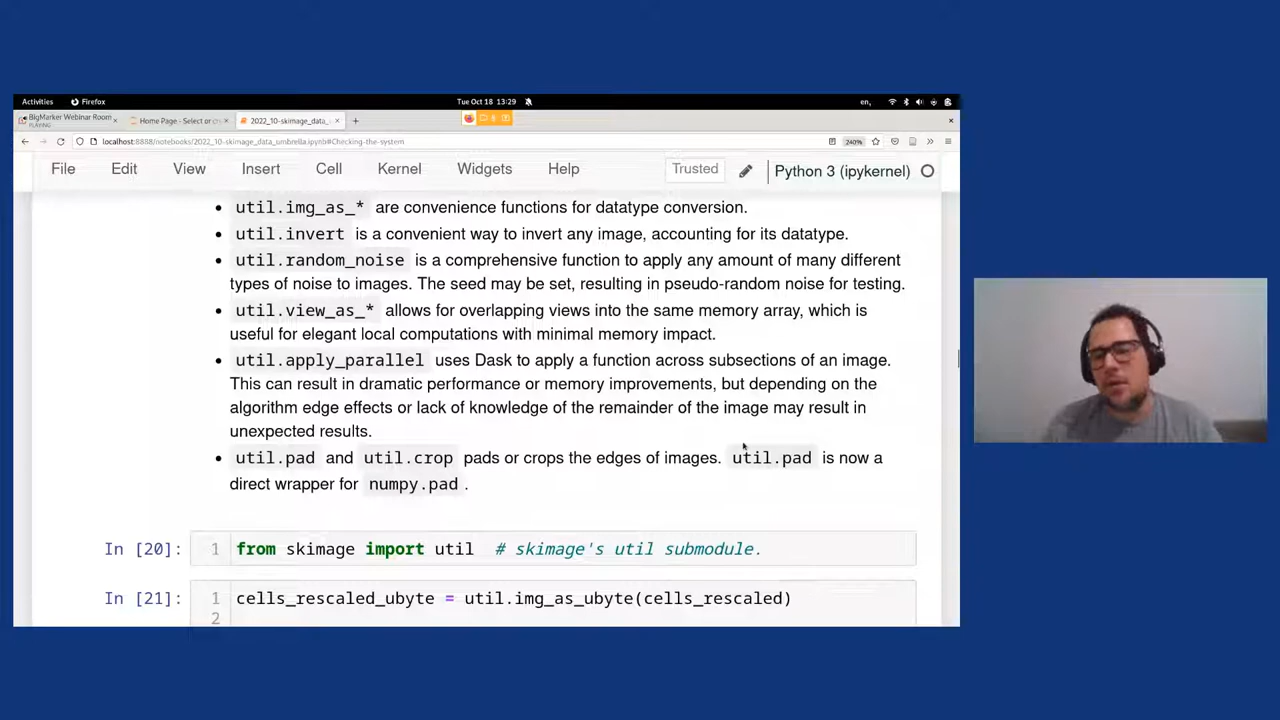 Activities Firefox Tue Oct 18 13:29 en
BigMarker Webinar Room Home Page - Select or cr 2022_10-skimage_data_
PLAYING
localhost:8888/notebooks/2022_10-skimage_data_umbrella.ipynb#Checking-the-system 240%
File Edit View Insert Cell Kernel Widgets Help Trusted Python 3 (ipykernel)
• util.img_as_* are convenience functions for datatype conversion.
• util.invert is a convenient way to invert any image, accounting for its datatype.
• util.random_noise is a comprehensive function to apply any amount of many different
types of noise to images. The seed may be set, resulting in pseudo-random noise for testing.
• util.view_as_* allows for overlapping views into the same memory array, which is
useful for elegant local computations with minimal memory impact.
• util.apply_parallel uses Dask to apply a function across subsections of an image.
This can result in dramatic performance or memory improvements, but depending on the
algorithm edge effects or lack of knowledge of the remainder of the image may result in
unexpected results.
• util.pad and util.crop pads or crops the edges of images. util.pad is now a
direct wrapper for numpy.pad .
In [20]: 1 from skimage import util # skimage's util submodule.
In [21]: 1 cells_rescaled_ubyte = util.img_as_ubyte(cells_rescaled)
2